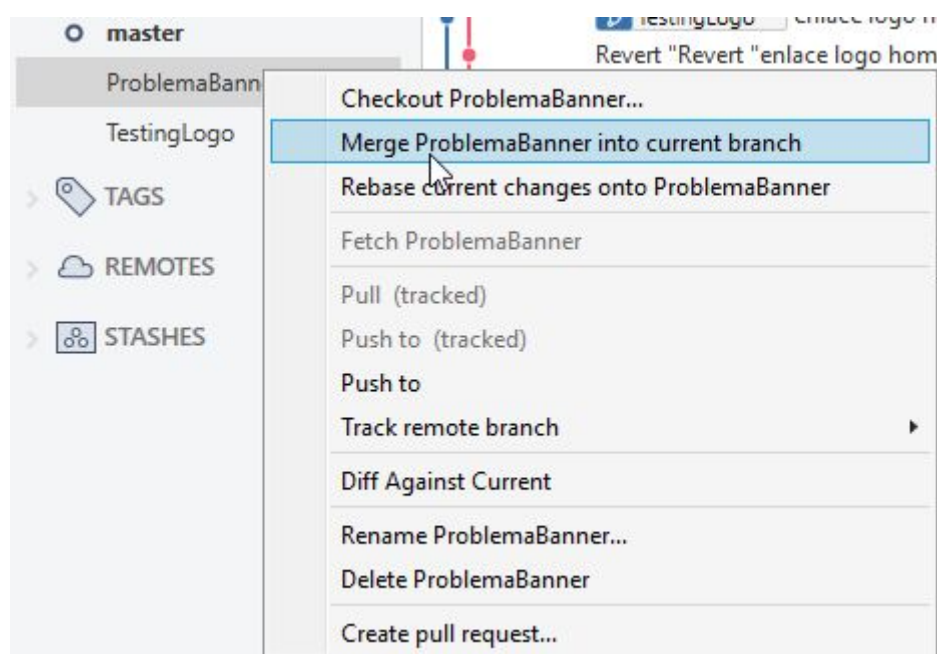 master
TestingLogo enlace logo
Revert "Revert "enlace logo hom
ProblemaBann
TestingLogo
TAGS
REMOTES
STASHES
Checkout ProblemaBanner...
Merge ProblemaBanner into current branch
Rebase current changes onto ProblemaBanner
Fetch ProblemaBanner
Pull (tracked)
Push to (tracked)
Push to
Track remote branch
Diff Against Current
Rename ProblemaBanner...
Delete ProblemaBanner
Create pull request...